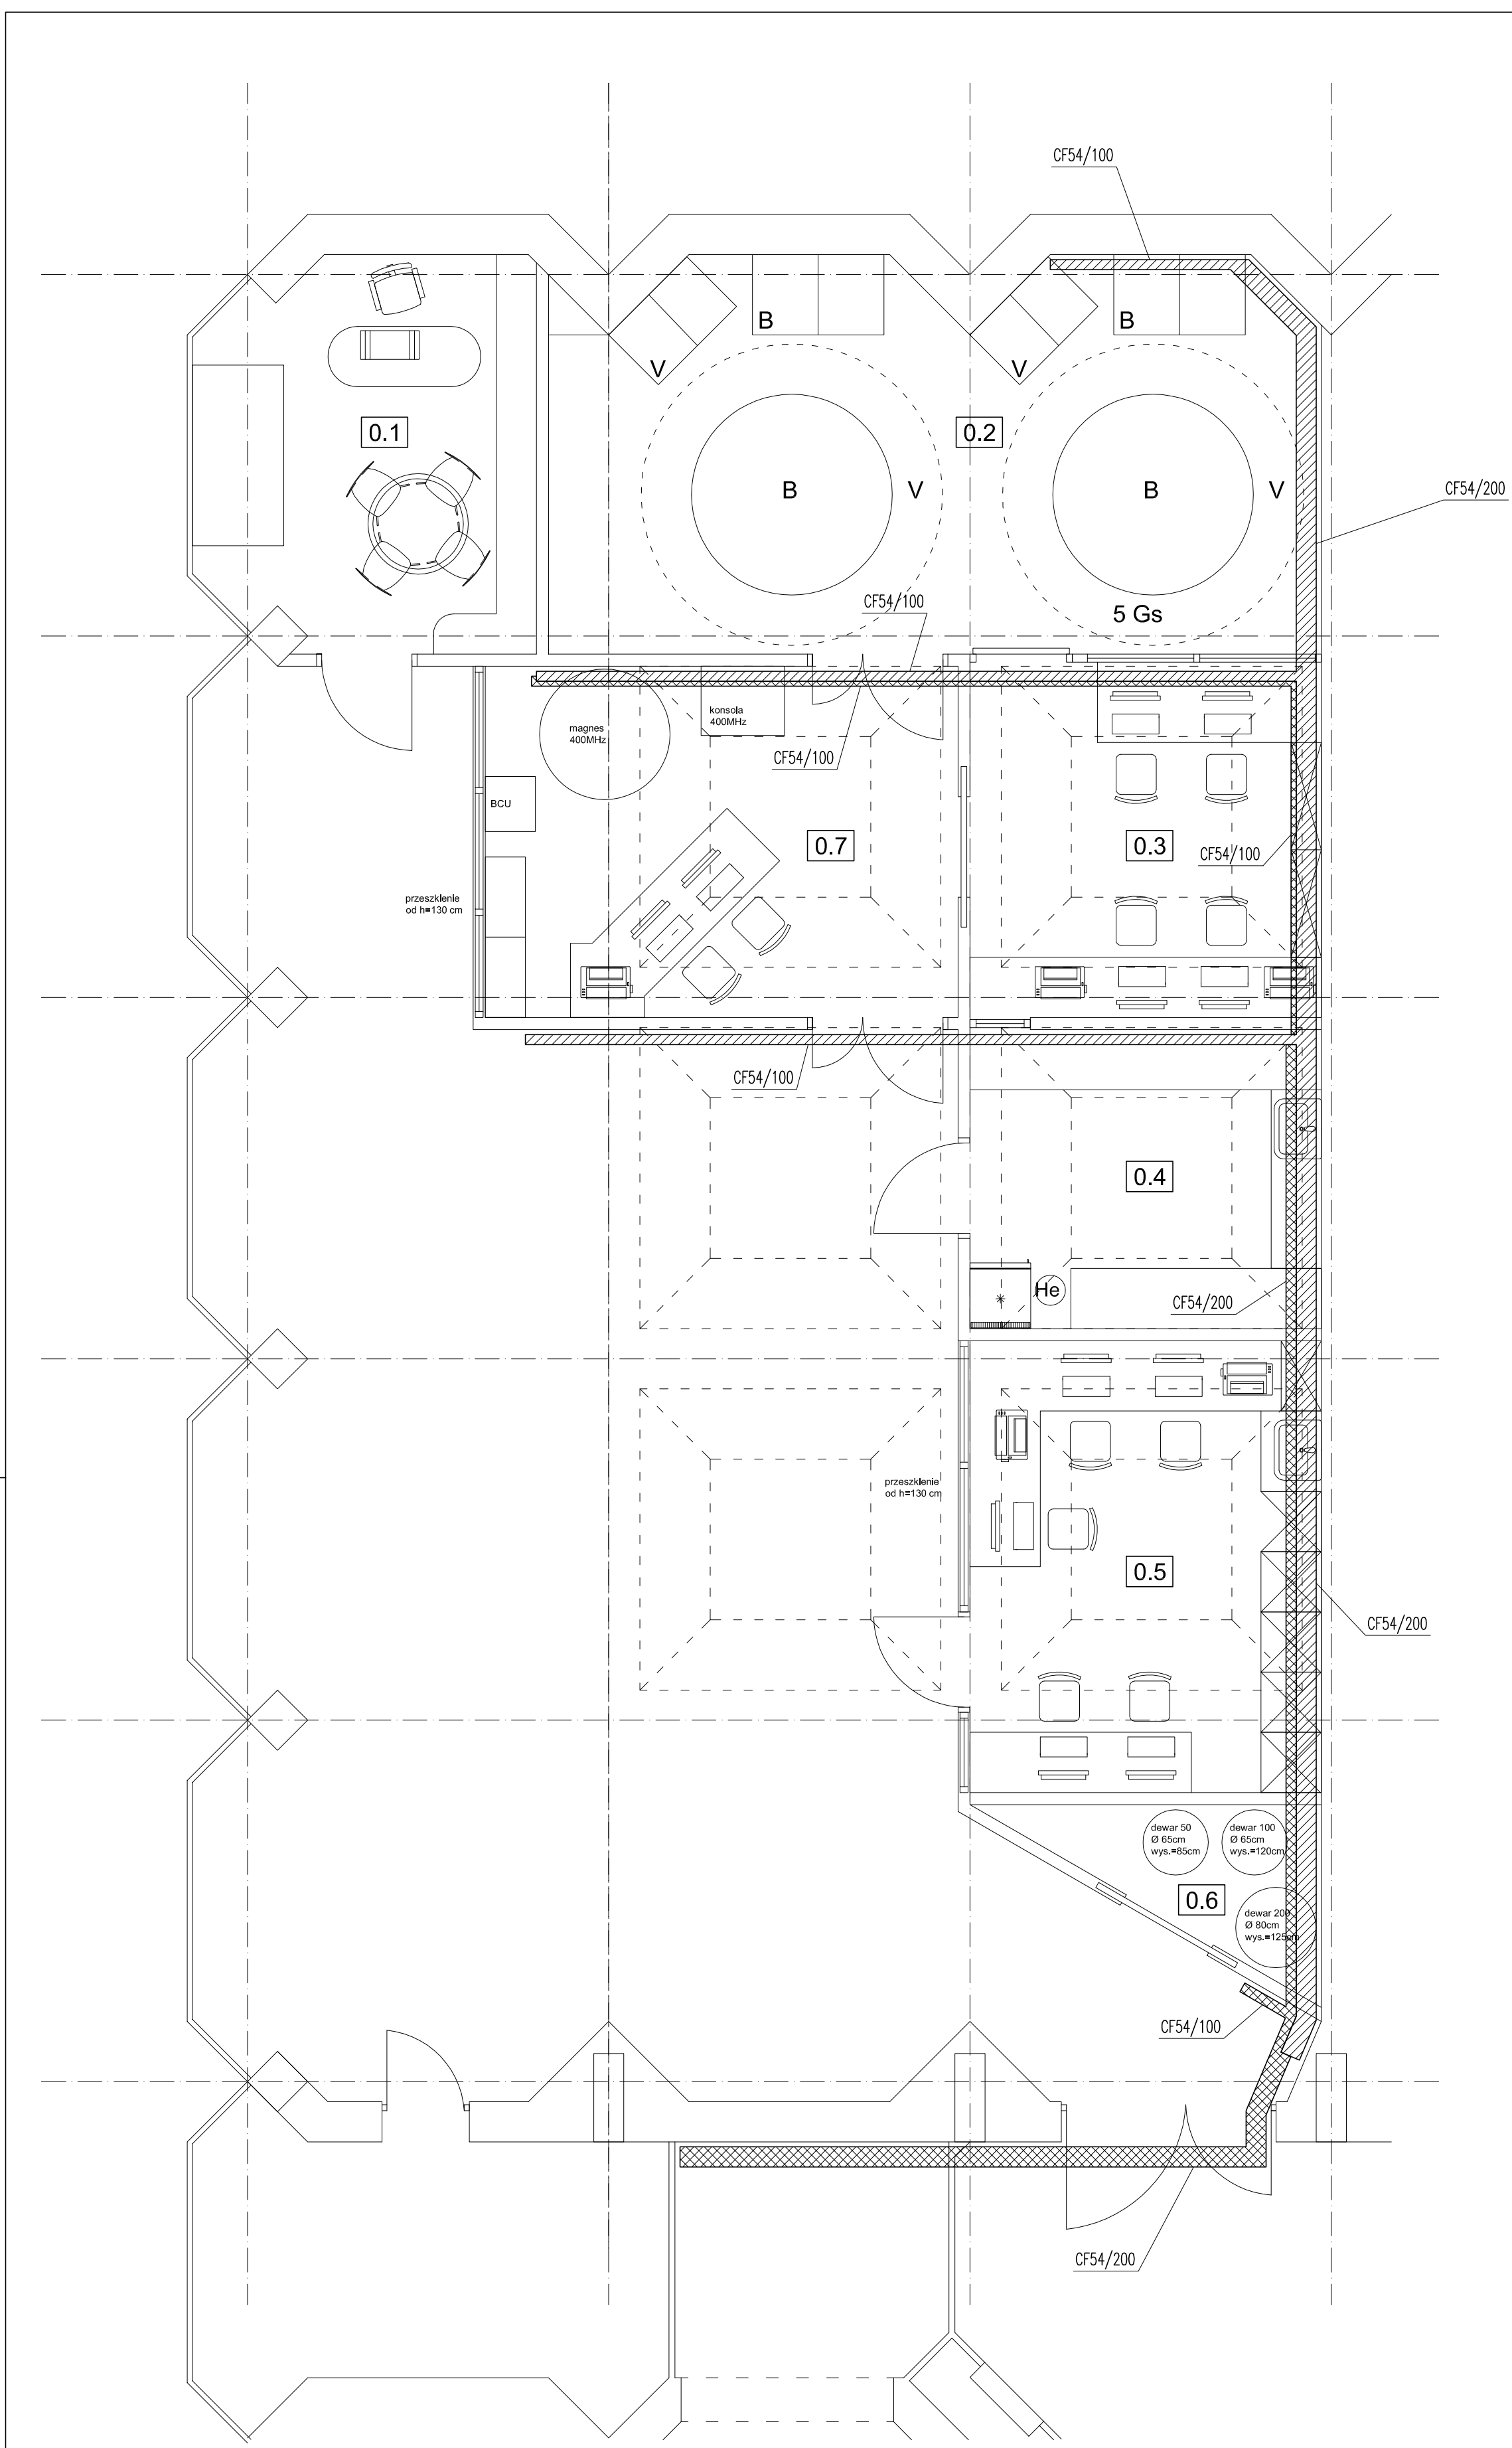 CF54/100
B
B
V
V
0.1
0.2
CF54/200
B
V
B
V
CF54/100
5 Gs
konsola
400MHz
magnes
400MHz
CF54/100
BCU
0.7
0.3
CF54/100
przeszklenie
od h=130 cm
CF54/100
0.4
He
CF54/200
przeszklenie
od h=130 cm
0.5
CF54/200
dewar 50
Ø 65cm
wys.=85cm
dewar 100
Ø 65cm
wys.=120cm
0.6
dewar 200
Ø 80cm
wys.=125cm
CF54/100
CF54/200